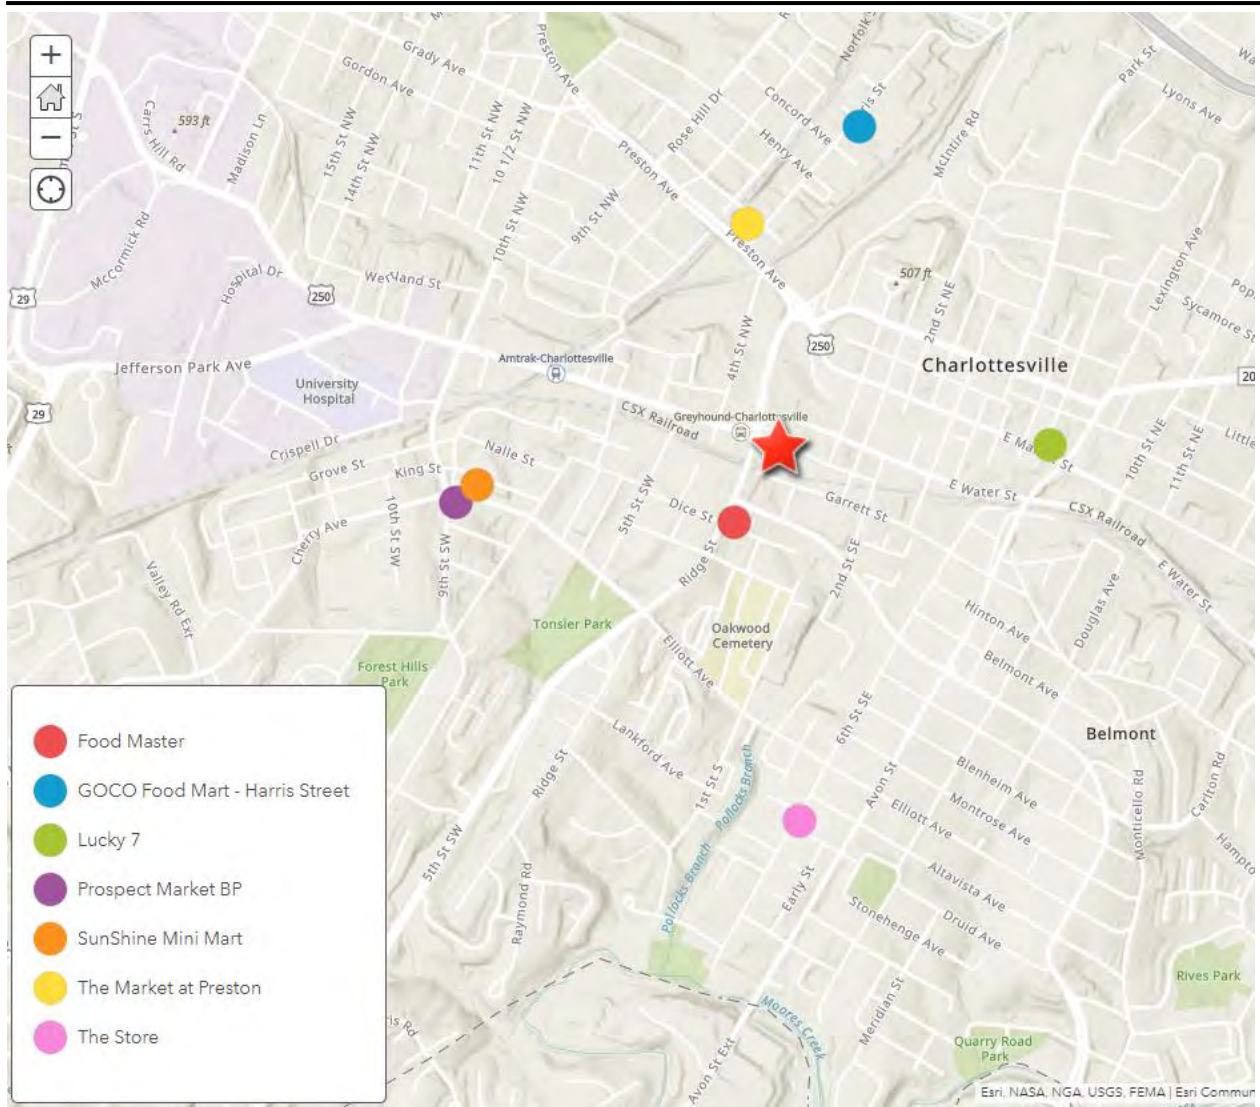 Grady Ave
Gordon Ave
Preston Ave
Norfolk
Park St
Lyons Ave
593 ft
Carrs Hill Rd
Madison Ln
15th St NW
14th St NW
11th St NW
10 1/2 St NW
Rose Hill Dr
Concord Ave
Henry Ave
McIntire Rd
Preston Ave
9th St NW
10th St NW
McCormick Rd
Hospital Dr
Preston Ave
507 ft
2nd St NE
Lexington Ave
Sycamore St
29
250
4th St NW
250
Charlottesville
20
Jefferson Park Ave
University
Hospital
Amtrak-Charlottesville
29
CSX Railroad
Crispell Dr
Grove St
King St
Nalle St
10th St NE
11th St NE
E Water St
CSX Railroad
Cherry Ave
10th St SW
9th St SW
5th St SW
Dice St
Garrett St
Ridge St
2nd St SE
E Water St
Valley Rd Ext
Tonsler Park
Oakwood
Cemetery
Hinton Ave
Douglas Ave
Forest Hills
Park
Elliott Ave
Belmont Ave
Lankford Ave
6th St SE
Belmont
Ridge St
1st St S
Pollocks Branch
Avon St
Blenheim Ave
Montrose Ave
Elliott Ave
Monticello Rd
Carlton Rd
5th St SW
Raymond Rd
Pollocks Branch
Early St
Altavista Ave
Stonehenge Ave
Druid Ave
Rives Park
Meridian St
Moores Creek
Avon St Ext
Quarry Road
Park
Food Master
GOCO Food Mart - Harris Street
Lucky 7
Prospect Market BP
SunShine Mini Mart
The Market at Preston
The Store
Esri, NASA, NGA, USGS, FEMA | Esri Commun